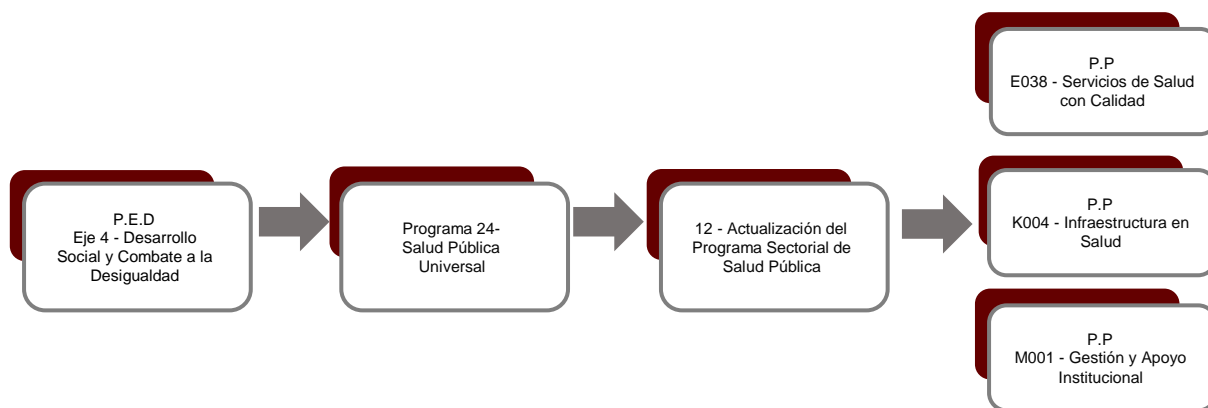 P.E.D
Eje 4 - Desarrollo
Social y Combate a la
Desigualdad
Programa 24-
Salud Pública
Universal
12 - Actualización del
Programa Sectorial de
Salud Pública
P.P
E038 - Servicios de Salud
con Calidad
P.P
K004 - Infraestructura en
Salud
P.P
M001 - Gestión y Apoyo
Institucional